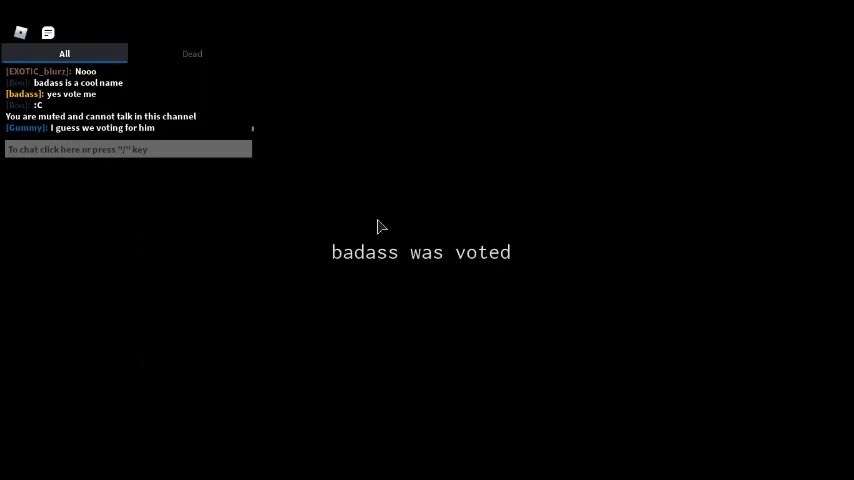 All
Dead
[EXOTIC_blurz]: Nooo
[Boo]: badass is a cool name
[badass]: yes vote me
[Boo]: :C
You are muted and cannot talk in this channel
[Gummy]: I guess we voting for him
To chat click here or press "/" key
badass was voted